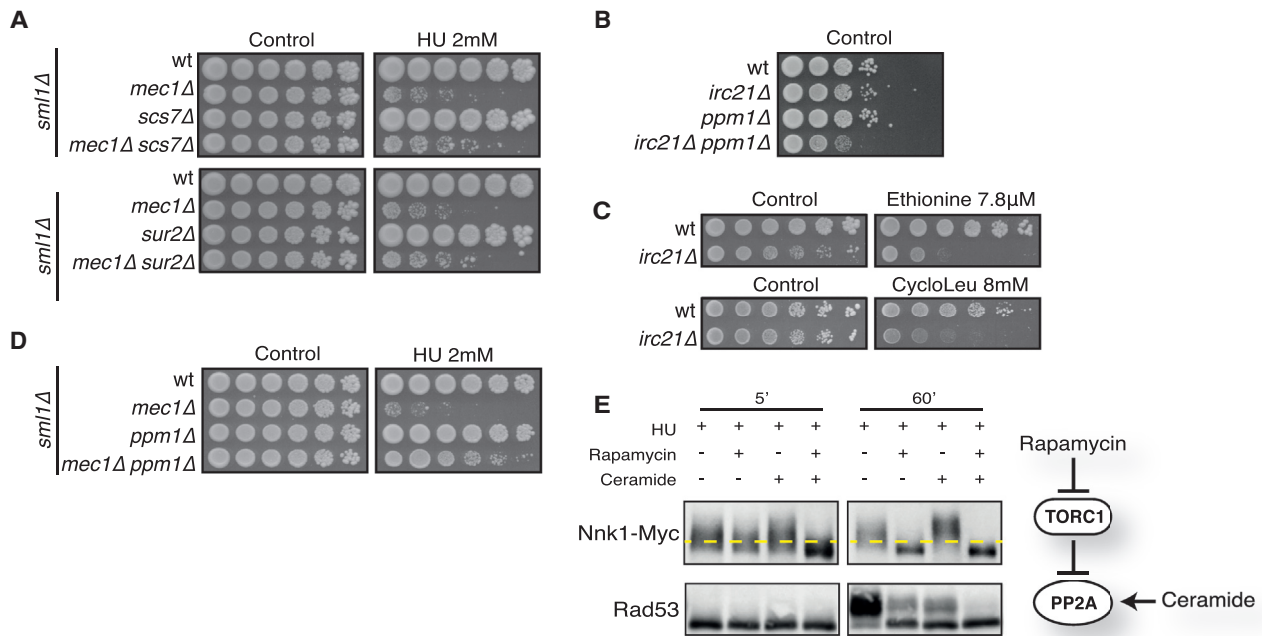 A
Control HU 2mM
sml1Δ
wt
mec1Δ
scs7Δ
mec1Δ scs7Δ
sml1Δ
wt
mec1Δ
sur2Δ
mec1Δ sur2Δ
B
Control
wt
irc21Δ
ppm1Δ
irc21Δ ppm1Δ
C
Control Ethionine 7.8µM
wt
irc21Δ
Control CycloLeu 8mM
wt
irc21Δ
D
Control HU 2mM
sml1Δ
wt
mec1Δ
ppm1Δ
mec1Δ ppm1Δ
E
5’ 60’
HU + + + + + + + +
Rapamycin - + - + - + - +
Ceramide - - + + - - + +
Nnk1-Myc
Rad53
Rapamycin
TORC1
PP2A
Ceramide